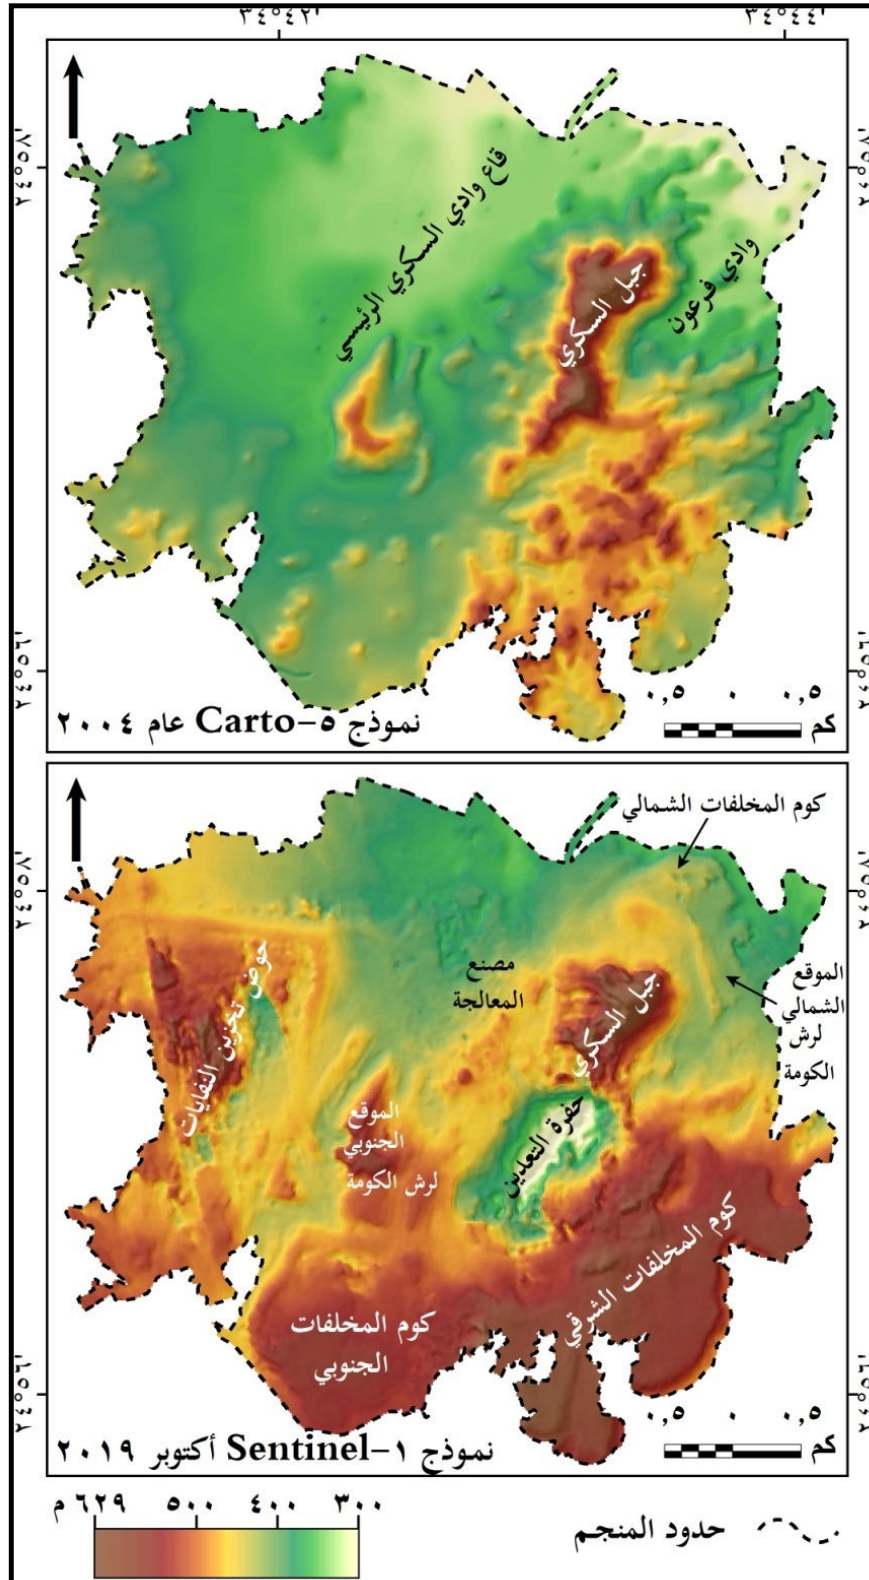 ٣٤°٤٢'
٣٤°٤٤'
قاع وادي السكري الرئيسي
وادي فرعون
جبل السكري
٠,٥ ٠ ٠,٥
كم
نموذج Carto-٥ عام ٢٠٠٤
كوم المخلفات الشمالي
الموقع
الشمالي
لرش
الكومة
مصنع
المعالجة
حوض تخزين النفايات
جبل السكري
حفرة التعدين
الموقع
الجنوبي
لرش الكومة
كوم المخلفات الشرقي
كوم المخلفات
الجنوبي
٠,٥ ٠ ٠,٥
كم
نموذج Sentinel-١ أكتوبر ٢٠١٩
٦٢٩ م ٥٠٠ ٤٠٠ ٣٠٠
حدود المنجم